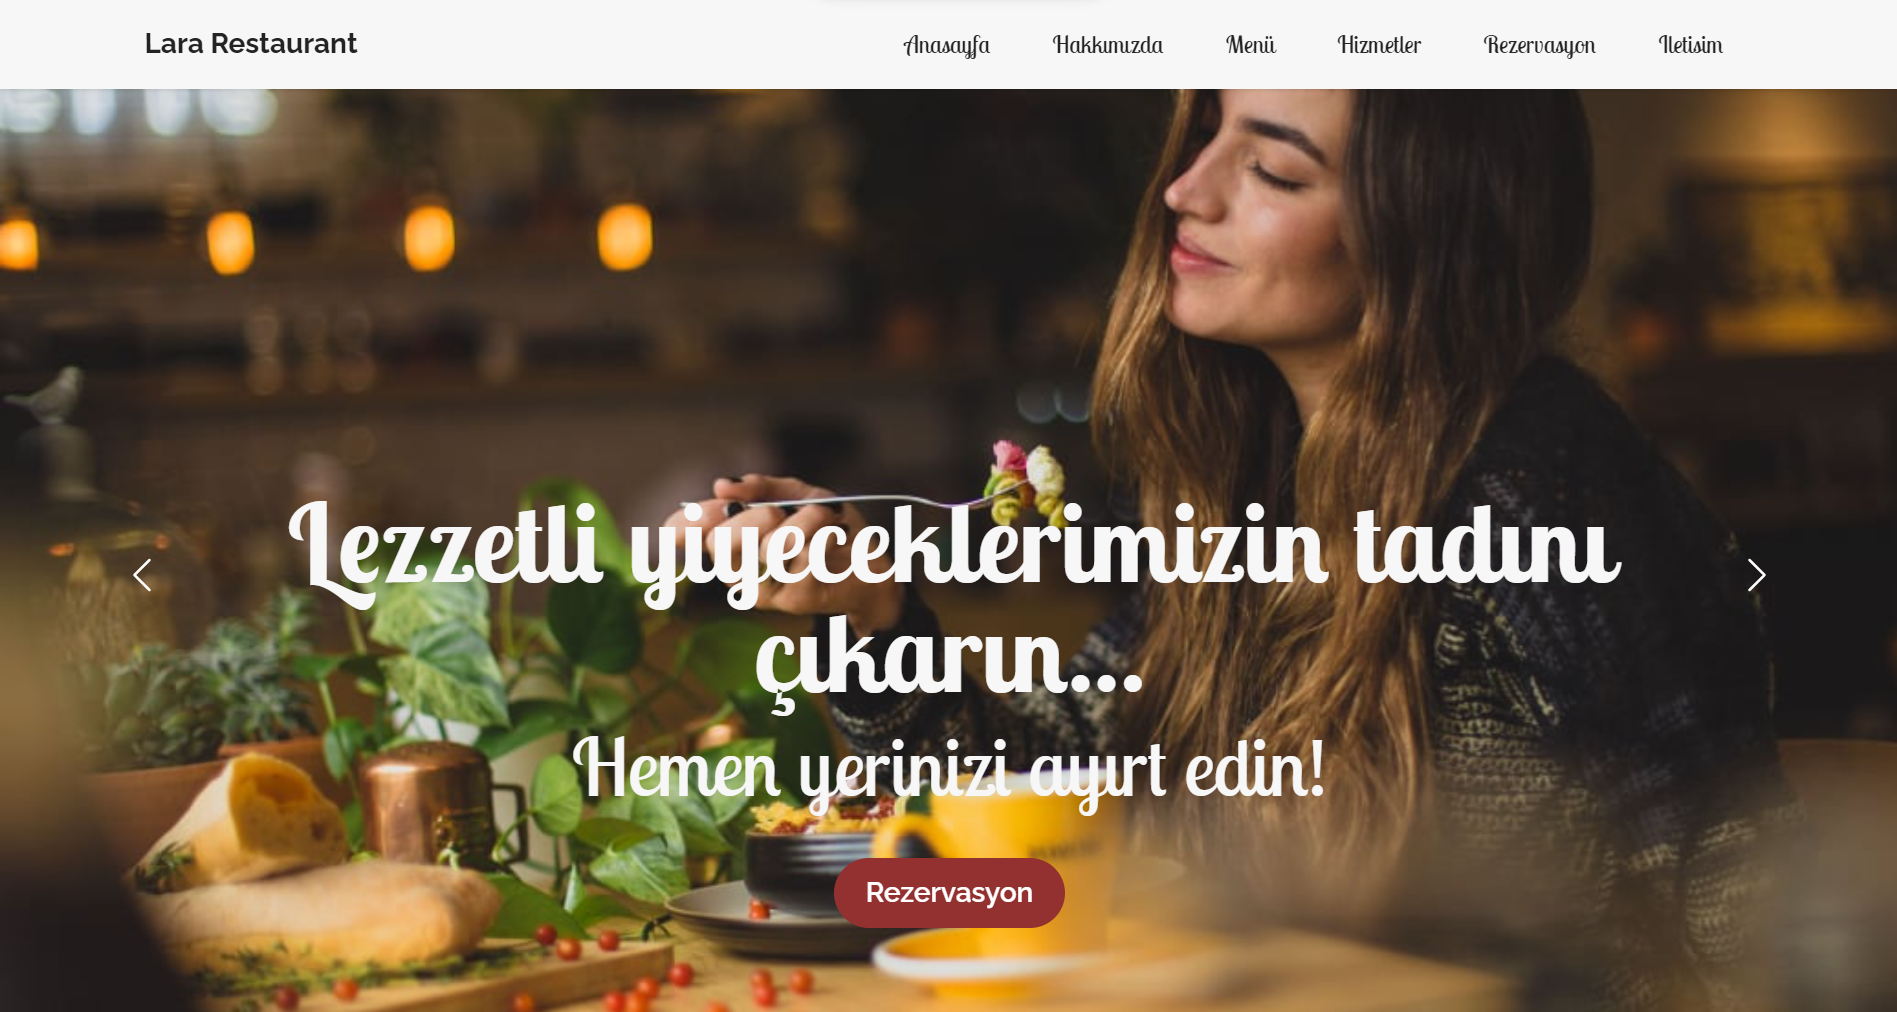 Lara Restaurant
Anasayfa Hakkımızda Menü Hizmetler Rezervasyon Iletisim
Lezzetli yiyeceklerimizin tadını
çıkarın...
Hemen yerinizi ayırt edin!
Rezervasyon